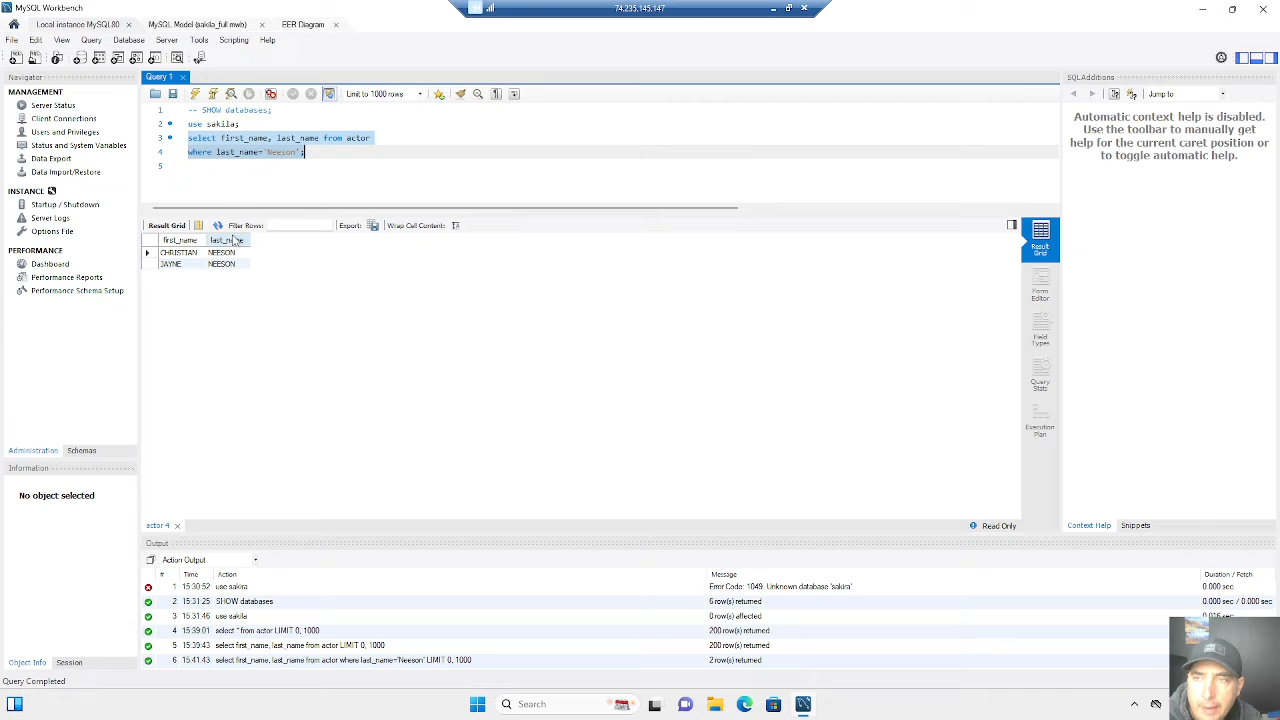 MySQL Workbench
74.235.145.147
Local instance MySQL80
MySQL Model (sakila_full.mwb)
EER Diagram
File Edit View Query Database Server Tools Scripting Help
Navigator
MANAGEMENT
Server Status
Client Connections
Users and Privileges
Status and System Variables
Data Export
Data Import/Restore
INSTANCE
Startup / Shutdown
Server Logs
Options File
PERFORMANCE
Dashboard
Performance Reports
Performance Schema Setup
Administration Schemas
Information
No object selected
Object Info Session
Query Completed
Query 1
Limit to 1000 rows
1 -- SHOW databases;
2 use sakila;
3 select first_name, last_name from actor
4 where last_name='Neeson';
5
Result Grid Filter Rows: Export: Wrap Cell Content:
first_name last_name
CHRISTIAN NEESON
JAYNE NEESON
Result Grid
Form Editor
Field Types
Query Stats
Execution Plan
actor 4
Read Only
Output
Action Output
# Time Action Message Duration / Fetch
1 15:30:52 use sakira Error Code: 1049. Unknown database 'sakira' 0.000 sec
2 15:31:25 SHOW databases 6 row(s) returned 0.000 sec / 0.000 sec
3 15:31:46 use sakila 0 row(s) affected 0.016 sec
4 15:39:01 select * from actor LIMIT 0, 1000 200 row(s) returned
5 15:39:43 select first_name, last_name from actor LIMIT 0, 1000 200 row(s) returned
6 15:41:43 select first_name, last_name from actor where last_name='Neeson' LIMIT 0, 1000 2 row(s) returned
SQLAdditions
Jump to
Automatic context help is disabled.
Use the toolbar to manually get
help for the current caret position or
to toggle automatic help.
Context Help Snippets
Search